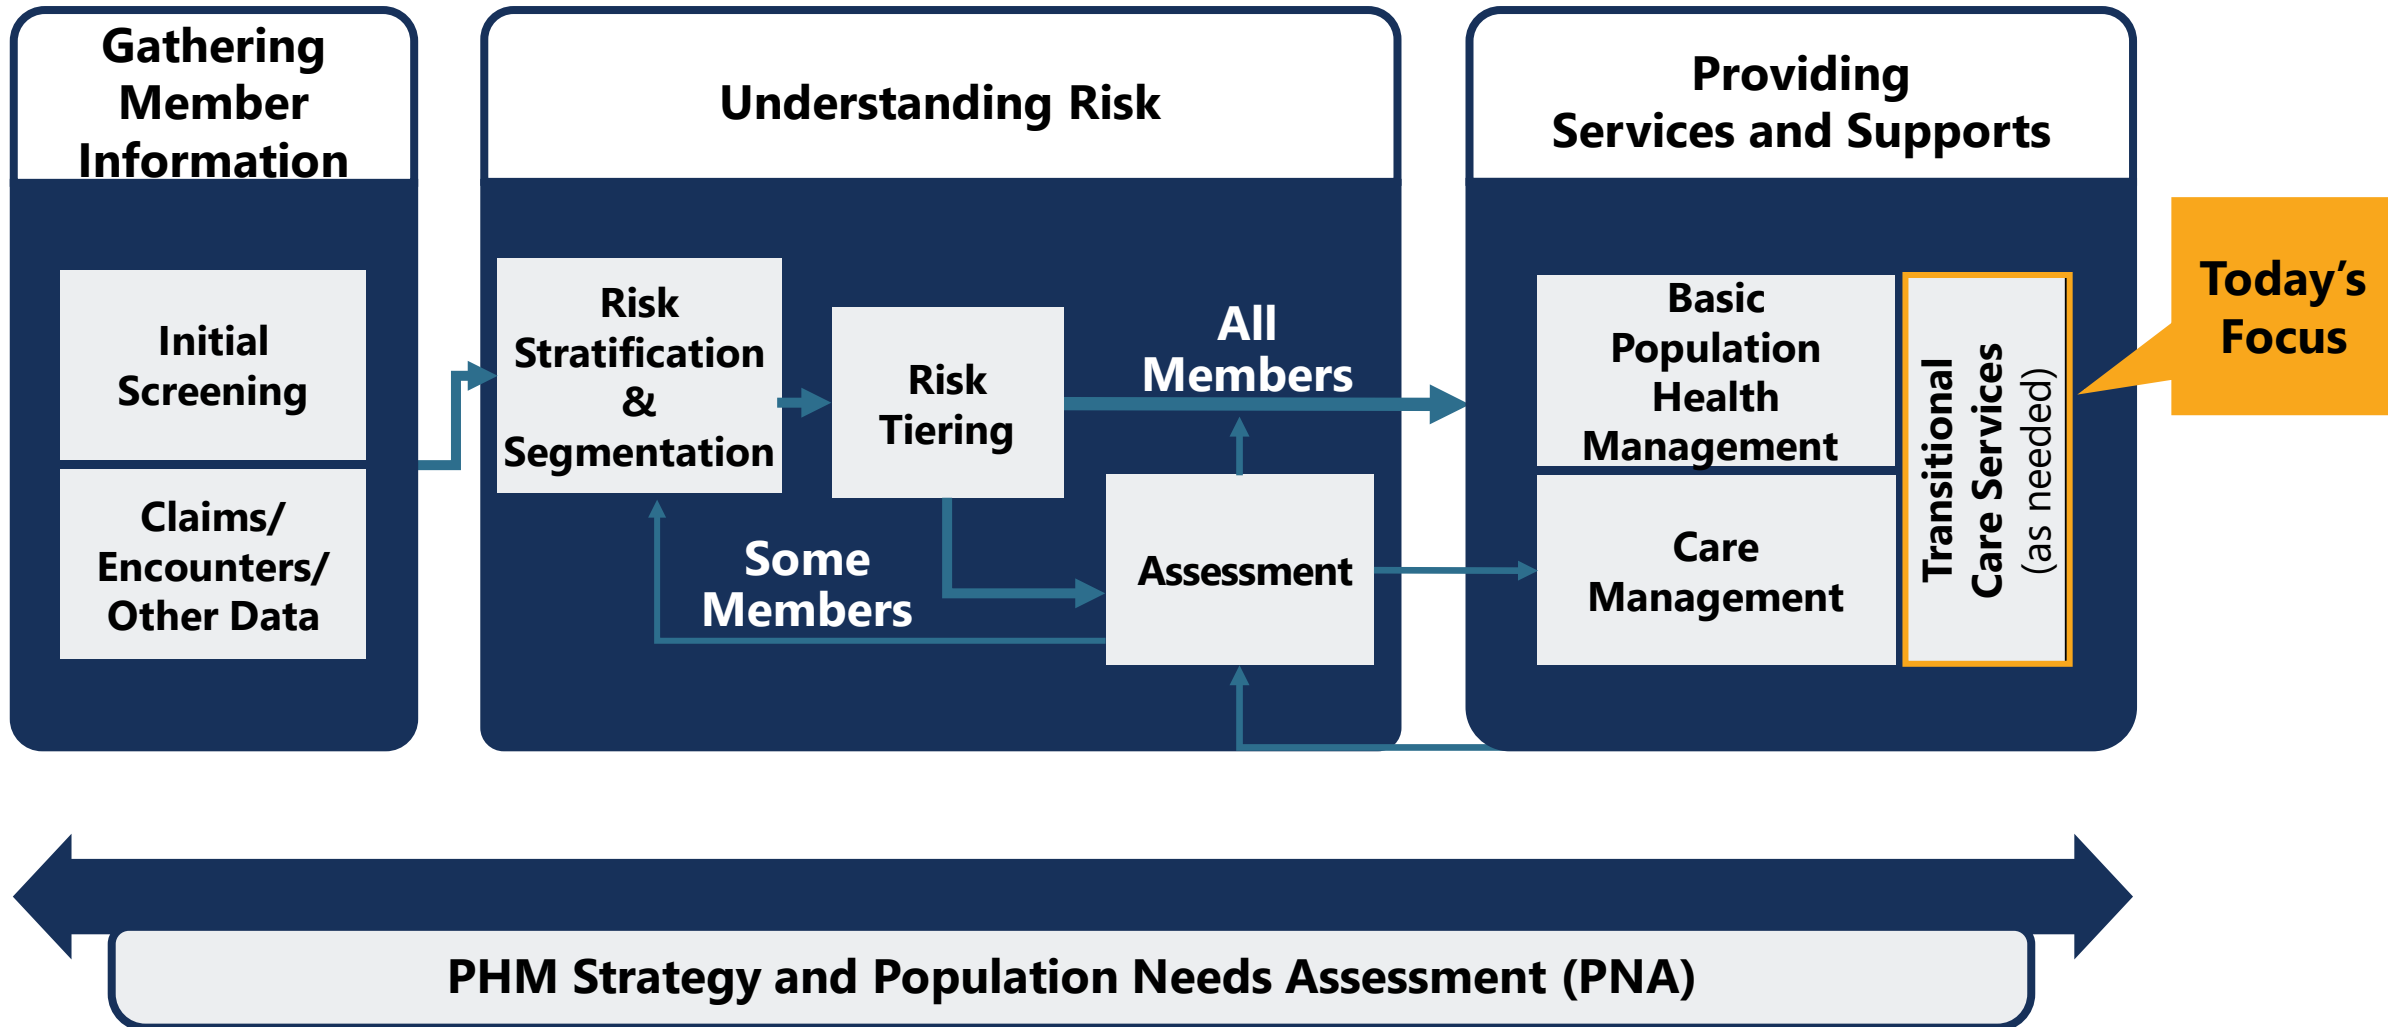 Gathering
Member
Information
Initial
Screening
Claims/
Encounters/
Other Data
Understanding Risk
Risk
Stratification
&
Segmentation
Risk
Tiering
All
Members
Some
Members
Assessment
Providing
Services and Supports
Basic
Population
Health
Management
Care
Management
Transitional
Care Services
(as needed)
Today’s
Focus
PHM Strategy and Population Needs Assessment (PNA)